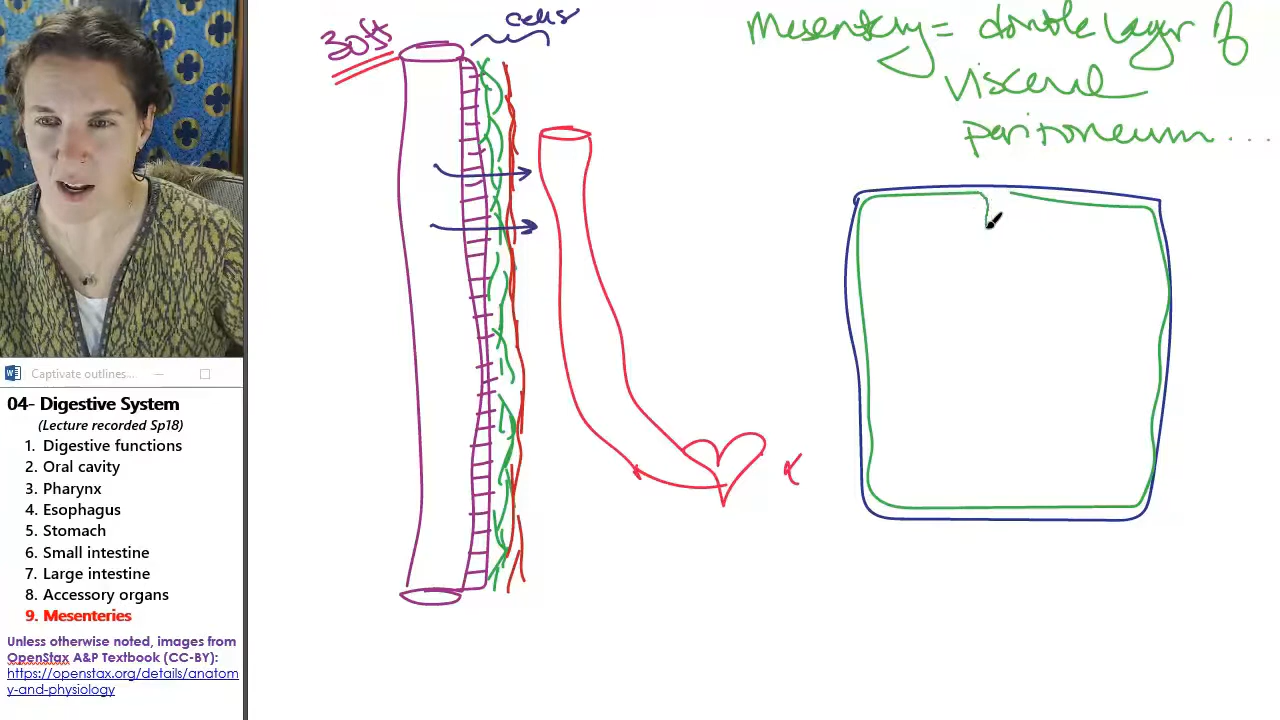 30ft
cells
Mesentery = double layer of
visceral
peritoneum ...
Captivate outlines...
04- Digestive System
(Lecture recorded Sp18)
1. Digestive functions
2. Oral cavity
3. Pharynx
4. Esophagus
5. Stomach
6. Small intestine
7. Large intestine
8. Accessory organs
9. Mesenteries
Unless otherwise noted, images from
OpenStax A&P Textbook (CC-BY):
https://openstax.org/details/anatom
y-and-physiology